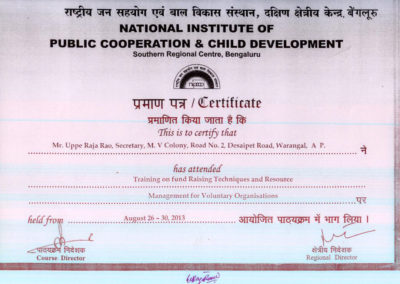 राष्ट्रीय जन सहयोग एवं बाल विकास संस्थान, दक्षिण क्षेत्रीय केन्द्र, बेंगलूरु
NATIONAL INSTITUTE OF
PUBLIC COOPERATION & CHILD DEVELOPMENT
Southern Regional Centre, Bengaluru
प्रमाण पत्र / Certificate
प्रमाणित किया जाता है कि
This is to certify that
Mr. Uppe Raja Rao, Secretary, M. V Colony, Road No. 2, Desaipet Road, Warangal, A P. ने
has attended
Training on fund Raising Techniques and Resource
Management for Voluntary Organisations पर
held from August 26 - 30, 2013 आयोजित पाठ्यक्रम में भाग लिया ।
पाठ्यक्रम निदेशक क्षेत्रीय निदेशक
Course Director Regional Director